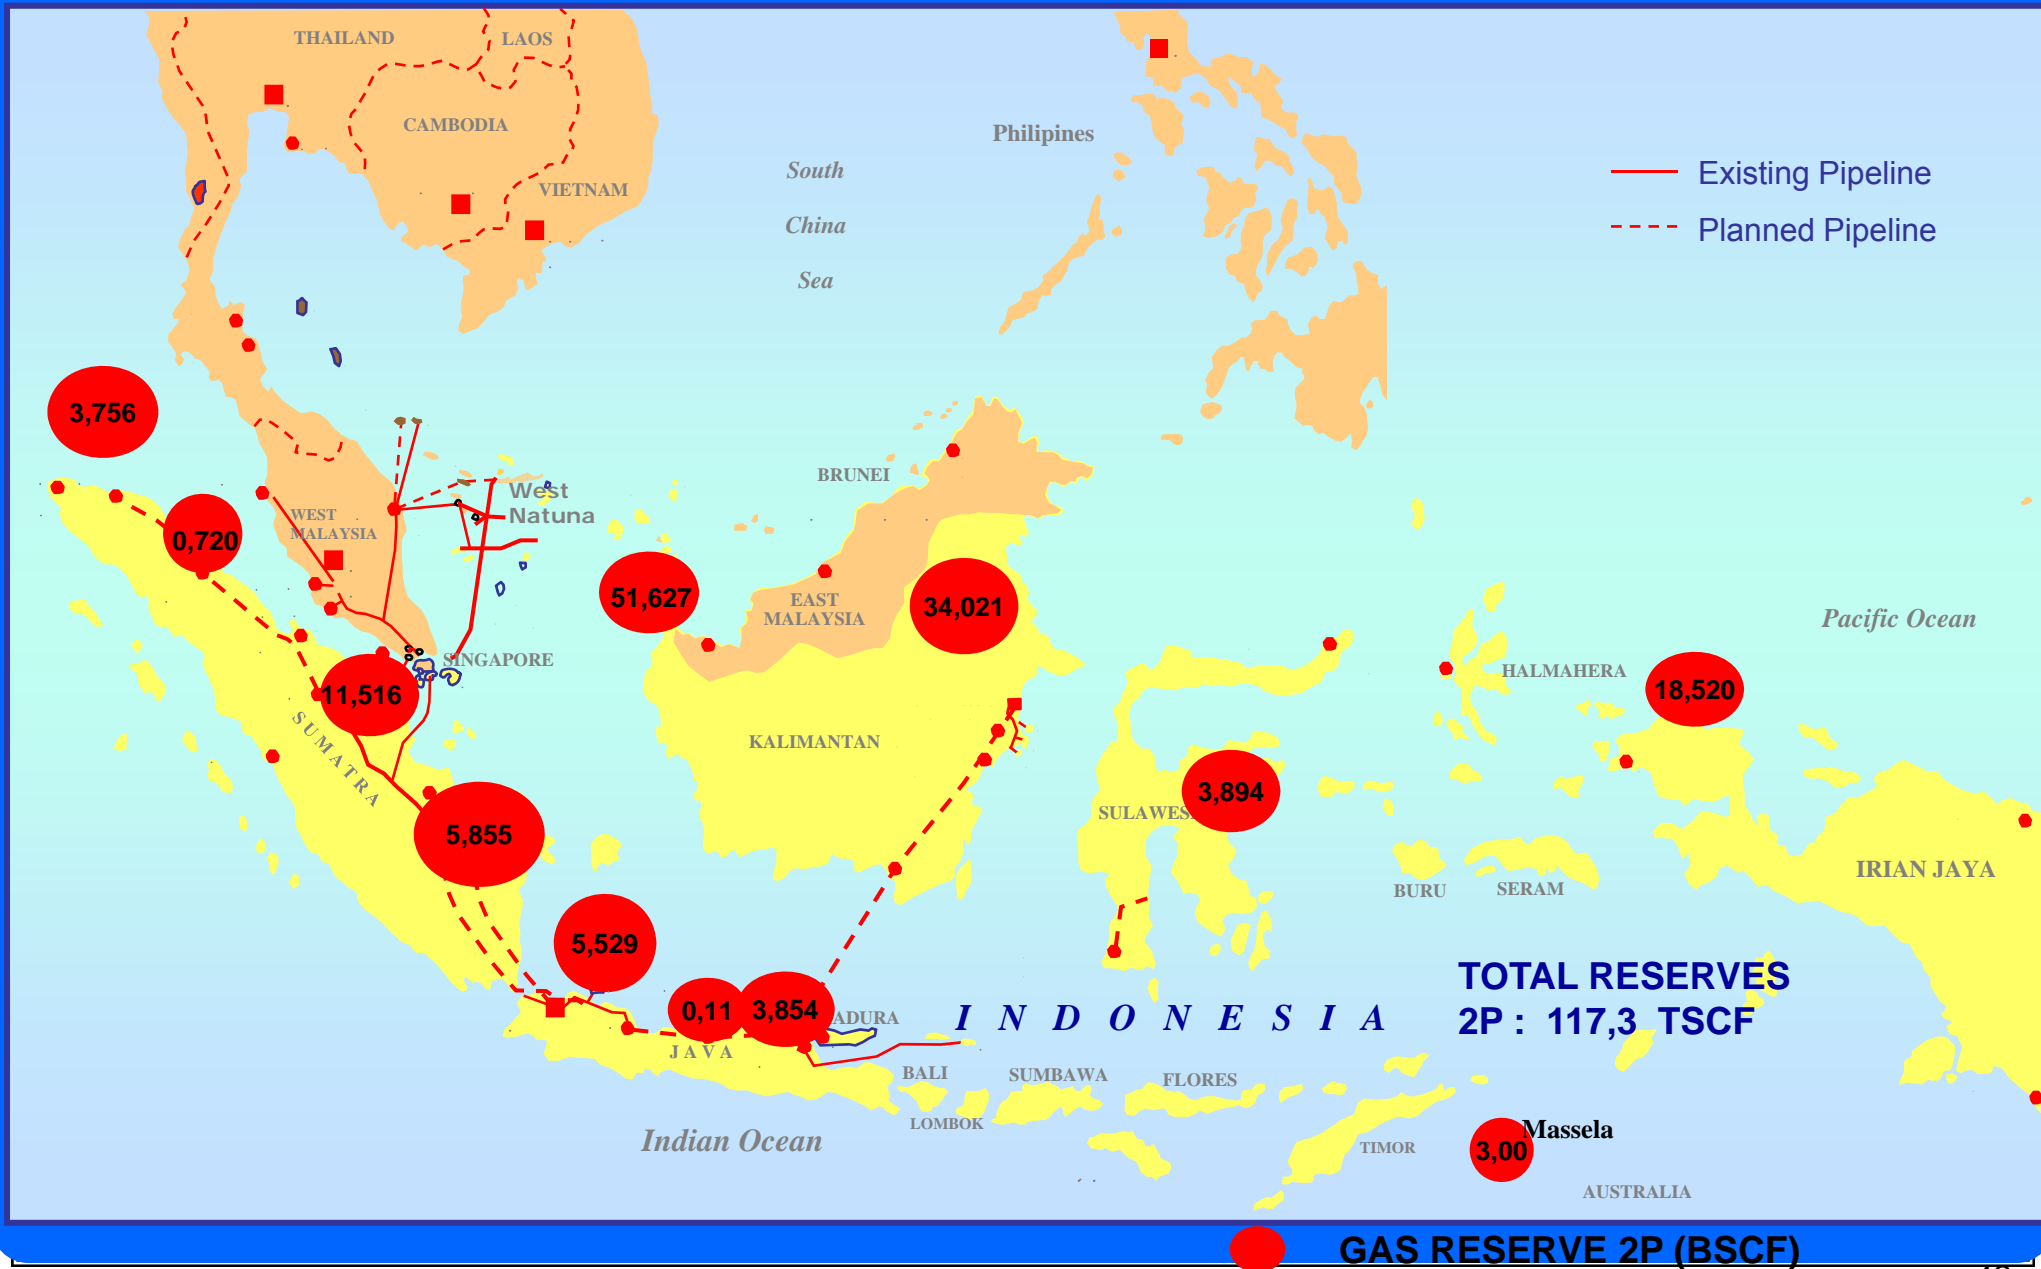 THAILAND
LAOS
CAMBODIA
VIETNAM
Philipines
South
China
Sea
Existing Pipeline
Planned Pipeline
3,756
BRUNEI
West
Natuna
WEST
MALAYSIA
0,720
51,627
EAST
MALAYSIA
34,021
Pacific Ocean
SINGAPORE
HALMAHERA
11,516
18,520
SUMATRA
KALIMANTAN
3,894
SULAWES
5,855
IRIAN JAYA
BURU
SERAM
5,529
TOTAL RESERVES
2P : 117,3 TSCF
0,11
3,854
ADURA
INDONESIA
JAVA
BALI
SUMBAWA
FLORES
LOMBOK
Indian Ocean
TIMOR
Massela
3,00
AUSTRALIA
GAS RESERVE 2P (BSCF)